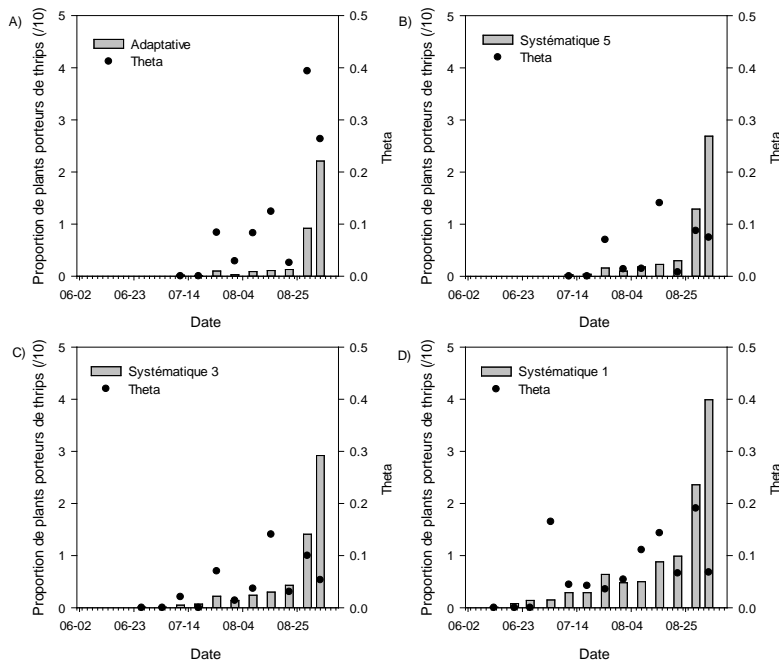 A)
Adaptative
Theta
Proportion de plants porteurs de thrips (/10)
5
4
3
2
1
0
0.5
0.4
0.3
0.2
0.1
0.0
Theta
06-02 06-23 07-14 08-04 08-25
Date
B)
Systématique 5
Theta
Proportion de plants porteurs de thrips (/10)
5
4
3
2
1
0
0.5
0.4
0.3
0.2
0.1
0.0
Theta
06-02 06-23 07-14 08-04 08-25
Date
C)
Systématique 3
Theta
Proportion de plants porteurs de thrips (/10)
5
4
3
2
1
0
0.5
0.4
0.3
0.2
0.1
0.0
Theta
06-02 06-23 07-14 08-04 08-25
Date
D)
Systématique 1
Theta
Proportion de plants porteurs de thrips (/10)
5
4
3
2
1
0
0.5
0.4
0.3
0.2
0.1
0.0
Theta
06-02 06-23 07-14 08-04 08-25
Date